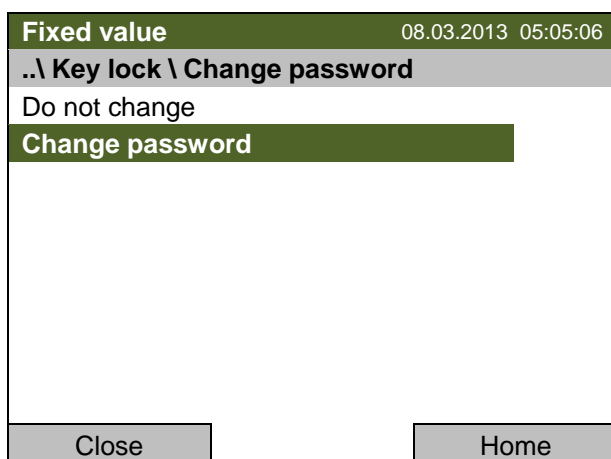 Fixed value 08.03.2013 05:05:06
..\ Key lock \ Change password
Do not change
Change password
Close Home